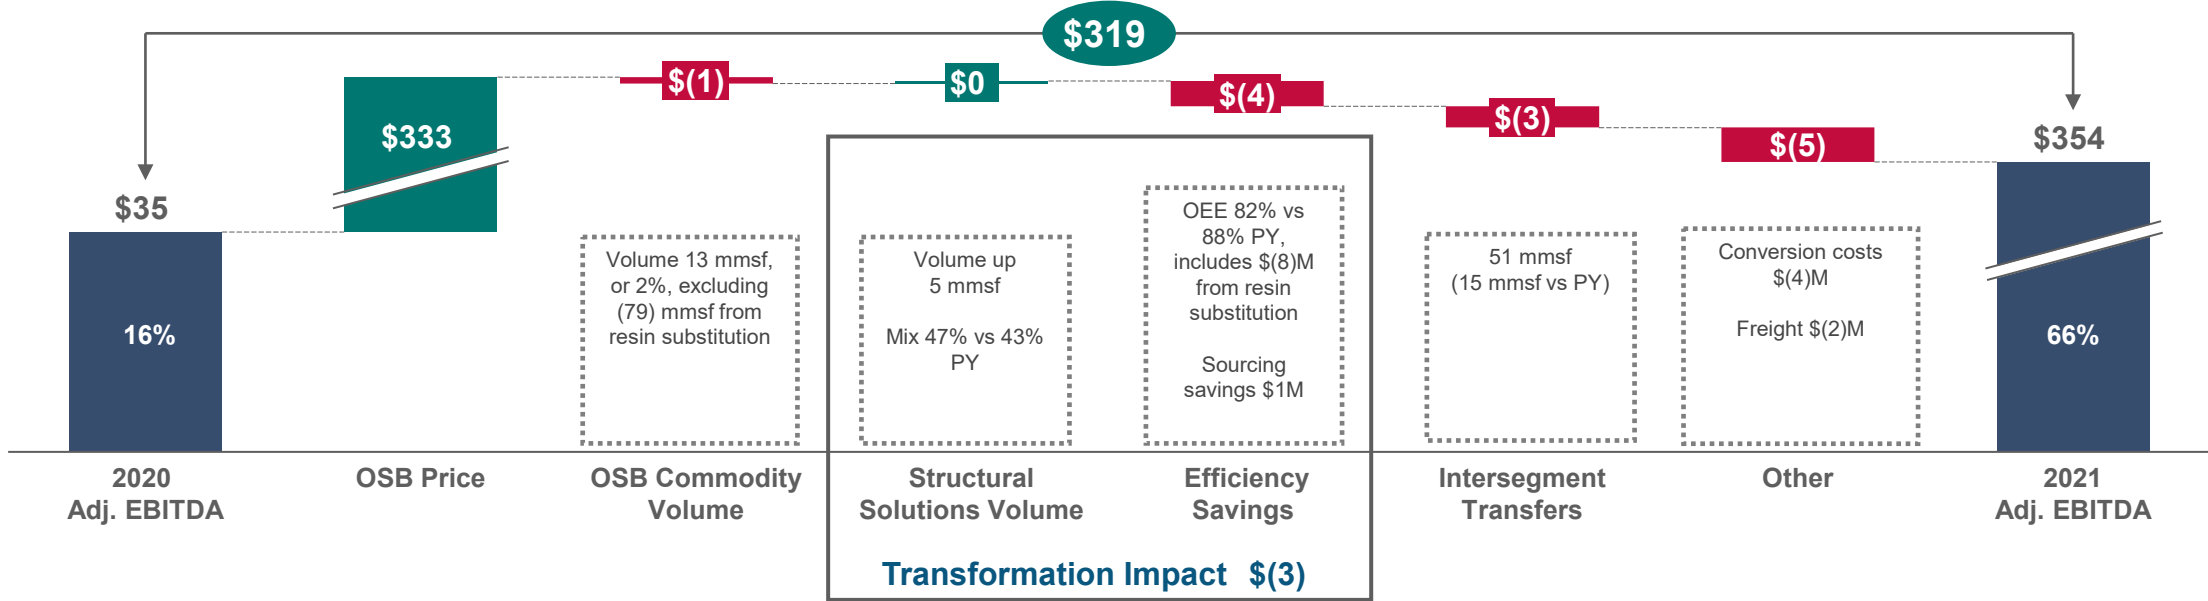 $319
$(1)
$0
$(4)
$(3)
$(5)
$333
$354
$35
16%
66%
Volume 13 mmsf,
or 2%, excluding
(79) mmsf from
resin substitution
Volume up
5 mmsf
Mix 47% vs 43%
PY
OEE 82% vs
88% PY,
includes $(8)M
from resin
substitution
Sourcing
savings $1M
51 mmsf
(15 mmsf vs PY)
Conversion costs
$(4)M
Freight $(2)M
2020
Adj. EBITDA
OSB Price
OSB Commodity
Volume
Structural
Solutions Volume
Efficiency
Savings
Intersegment
Transfers
Other
2021
Adj. EBITDA
Transformation Impact $(3)